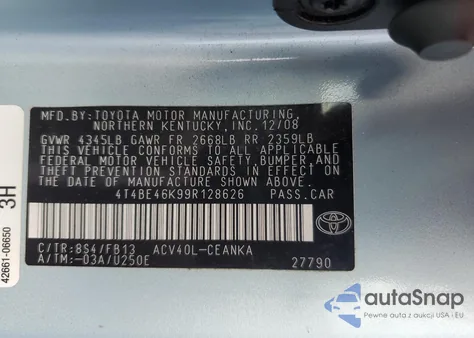 MFD.BY:TOYOTA MOTOR MANUFACTURING
NORTHERN KENTUCKY,INC.12/08
GVWR 4345LB GAWR FR 2668LB RR 2359LB
THIS VEHICLE CONFORMS TO ALL APPLICABLE
FEDERAL MOTOR VEHICLE SAFETY,BUMPER,AND
THEFT PREVENTION STANDARDS IN EFFECT ON
THE DATE OF MANUFACTURE SHOWN ABOVE.
4T4BE46K99R128626 PASS.CAR
C/TR:8S4/FB13 ACV40L-CEANKA
A/TM:-03A/U250E 27790
TOYOTA
42661-06650
3H
autoSnap
Pewne auta z dopłatą USA - EU